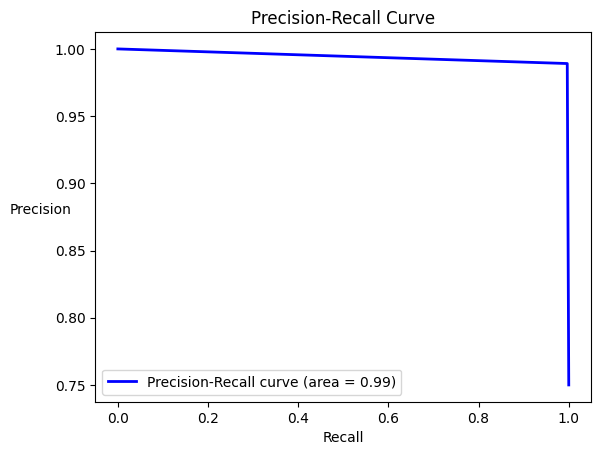 Precision-Recall Curve
1.00
0.95
0.90
Precision
0.85
0.80
0.75
Precision-Recall curve (area = 0.99)
0.0 0.2 0.4 0.6 0.8 1.0
Recall